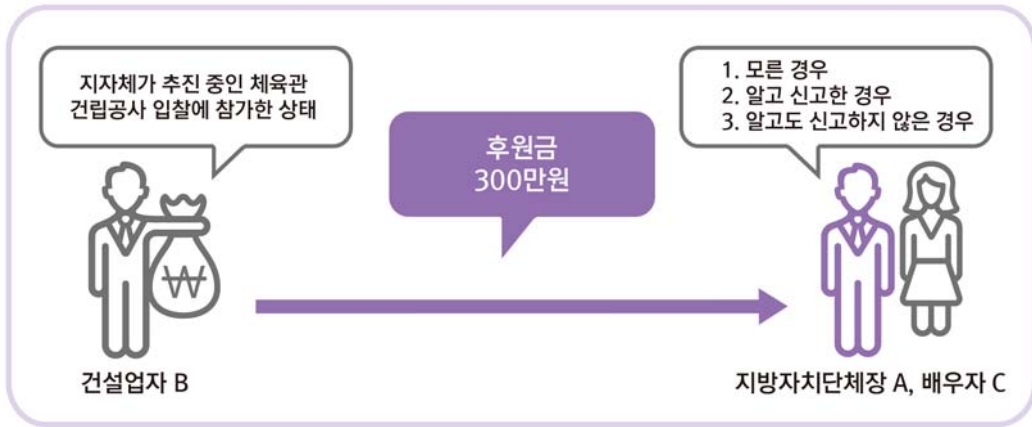 지자체가 추진 중인 체육관
건립공사 입찰에 참가한 상태
1. 모른 경우
2. 알고 신고한 경우
3. 알고도 신고하지 않은 경우
후원금
300만원
₩
건설업자 B
지방자치단체장 A, 배우자 C